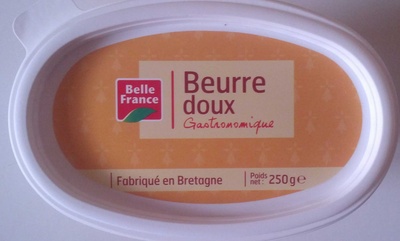 Belle
France
Beurre
doux
Gastronomique
Fabriqué en Bretagne
Poids
net : 250g e